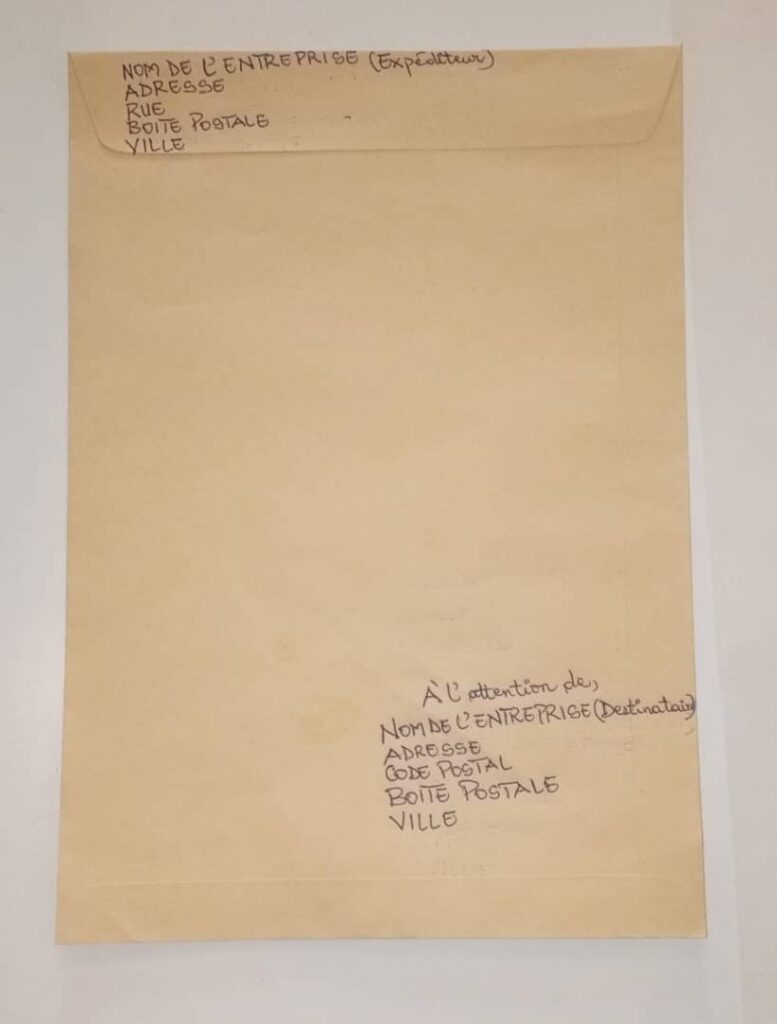 NOM DE L'ENTREPRISE (Expéditeur)
ADRESSE
RUE
BOITE POSTALE
VILLE
À l'attention de,
NOM DE L'ENTREPRISE (Destinatair)
ADRESSE
CODE POSTAL
BOITE POSTALE
VILLE